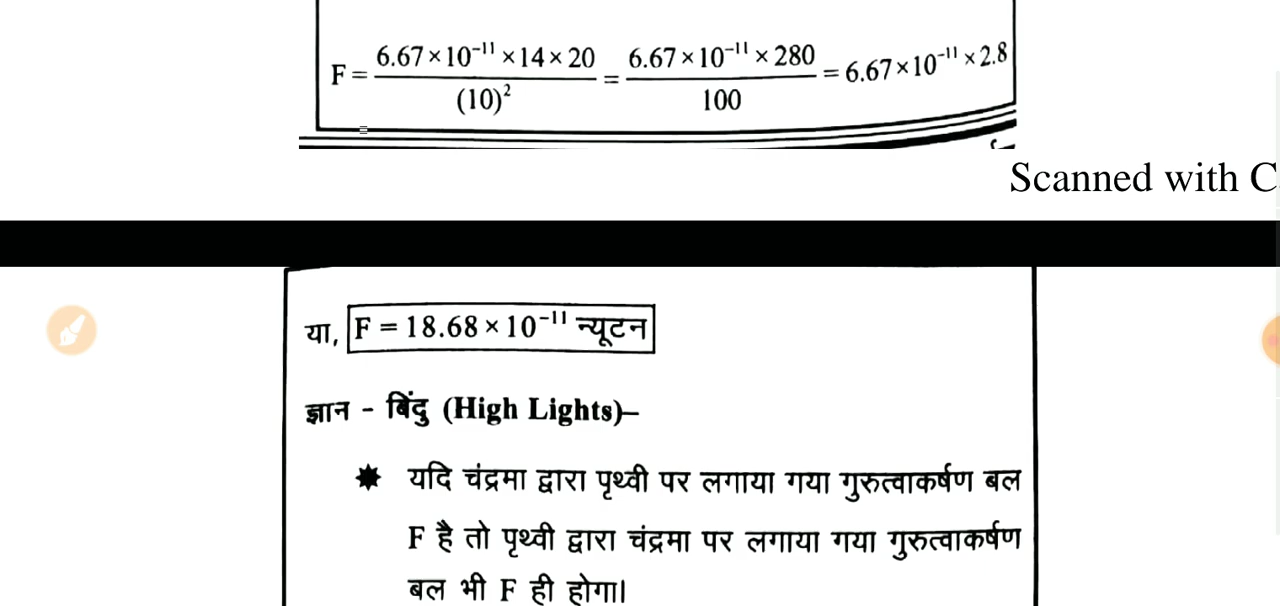 F = 6.67×10⁻¹¹×14×20 / (10)² = 6.67×10⁻¹¹×280 / 100 = 6.67×10⁻¹¹×2.8
Scanned with C
या, F = 18.68×10⁻¹¹ न्यूटन
ज्ञान - बिंदु (High Lights)–
यदि चंद्रमा द्वारा पृथ्वी पर लगाया गया गुरुत्वाकर्षण बल
F है तो पृथ्वी द्वारा चंद्रमा पर लगाया गया गुरुत्वाकर्षण
बल भी F ही होगा।